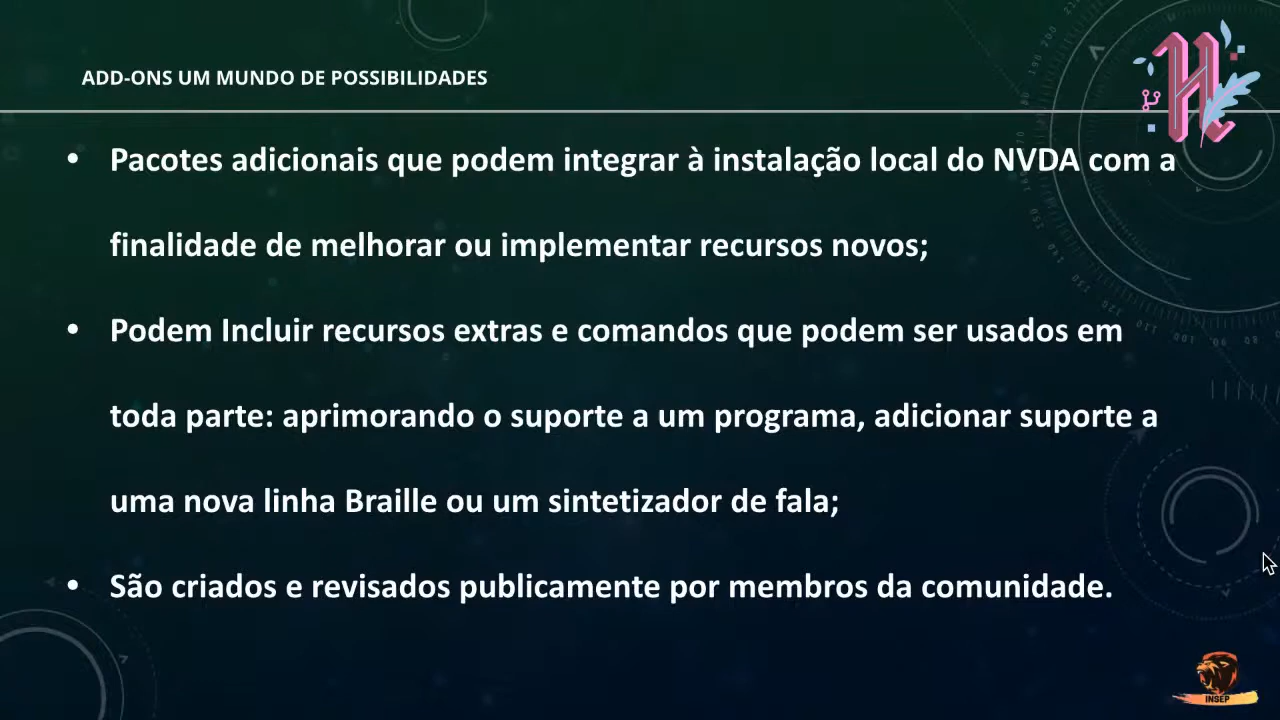 ADD-ONS UM MUNDO DE POSSIBILIDADES
• Pacotes adicionais que podem integrar à instalação local do NVDA com a
finalidade de melhorar ou implementar recursos novos;
• Podem Incluir recursos extras e comandos que podem ser usados em
toda parte: aprimorando o suporte a um programa, adicionar suporte a
uma nova linha Braille ou um sintetizador de fala;
• São criados e revisados publicamente por membros da comunidade.
INSEP